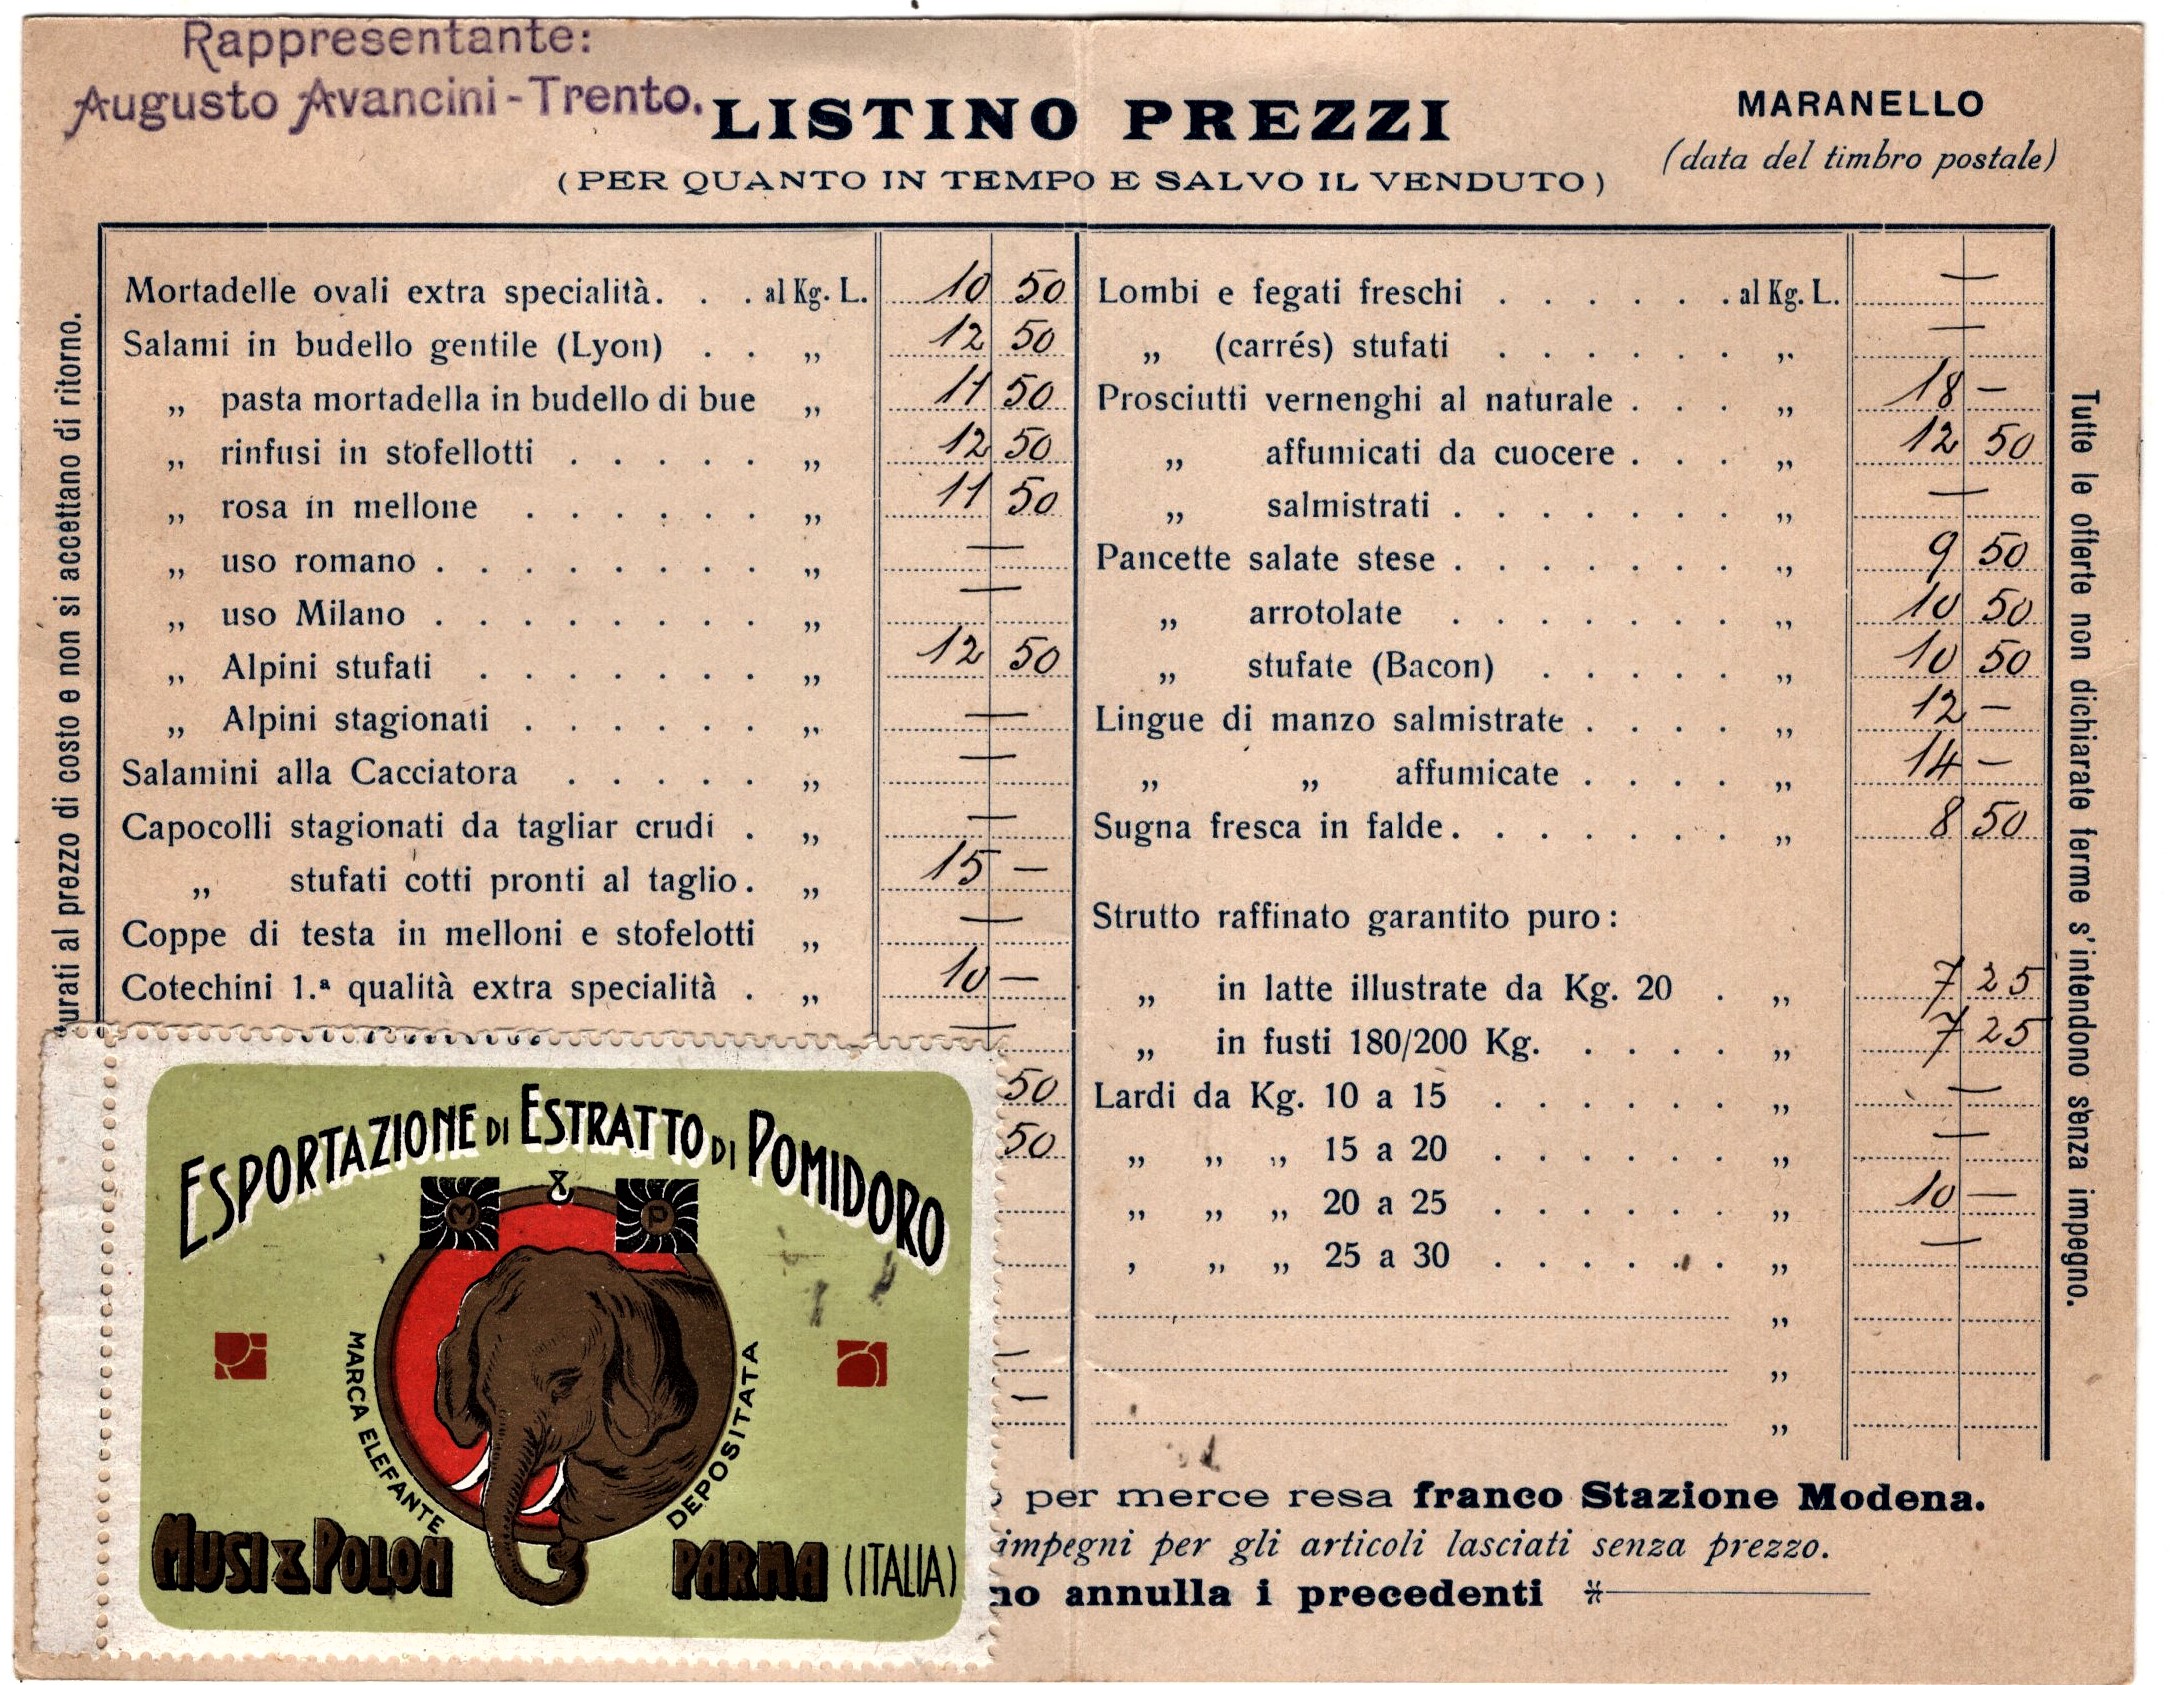 Rappresentante:
Augusto Avancini - Trento.
LISTINO PREZZI
(PER QUANTO IN TEMPO E SALVO IL VENDUTO)
MARANELLO
(data del timbro postale)
al prezzo di costo e non si accettano di ritorno.
Mortadelle ovali extra specialità. . . al Kg. L. 10 50
Salami in budello gentile (Lyon) . . „ 12 50
„ pasta mortadella in budello di bue „ 11 50
„ rinfusi in stofellotti . . . . . „ 12 50
„ rosa in mellone . . . . . . „ 11 50
„ uso romano . . . . . . . . „ —
„ uso Milano . . . . . . . . „ —
„ Alpini stufati . . . . . . . „ 12 50
„ Alpini stagionati . . . . . . „ —
Salamini alla Cacciatora . . . . . „ —
Capocolli stagionati da tagliar crudi . „ —
„ stufati cotti pronti al taglio. „ 15 —
Coppe di testa in melloni e stofelotti „ —
Cotechini 1.ª qualità extra specialità . „ 10 —
—
50
50
—
—
Lombi e fegati freschi . . . . . . al Kg. L. —
„ (carrés) stufati . . . . . . „ —
Prosciutti vernenghi al naturale . . . „ 18 —
„ affumicati da cuocere . . . „ 12 50
„ salmistrati . . . . . . . „ —
Pancette salate stese . . . . . . . „ 9 50
„ arrotolate . . . . . . . „ 10 50
„ stufate (Bacon) . . . . . „ 10 50
Lingue di manzo salmistrate . . . . „ 12 —
„ „ affumicate . . . . „ 14 —
Sugna fresca in falde. . . . . . . „ 8 50
Strutto raffinato garantito puro :
„ in latte illustrate da Kg. 20 . „ 7 25
„ in fusti 180/200 Kg. . . . . „ 7 25
Lardi da Kg. 10 a 15 . . . . . . „ —
„ „ „ 15 a 20 . . . . . . „ —
„ „ „ 20 a 25 . . . . . . „ 10 —
, „ „ 25 a 30 . . . . . . „ —
„
„
„
Tutte le offerte non dichiarate ferme s'intendono senza impegno.
per merce resa franco Stazione Modena.
impegni per gli articoli lasciati senza prezzo.
annulla i precedenti
ESPORTAZIONE DI ESTRATTO DI POMIDORO
M & P
MARCA ELEFANTE DEPOSITATA
MUSI & POLON PARMA (ITALIA)